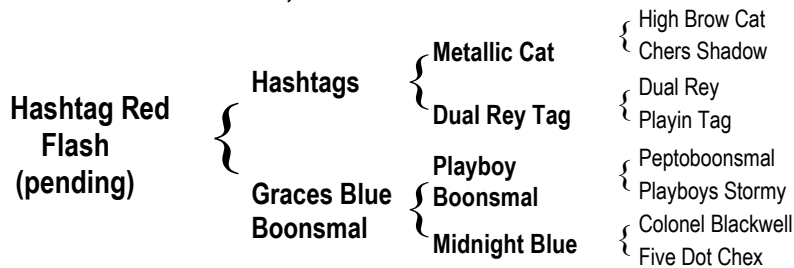 Hashtag Red
Flash
(pending)
Hashtags
Graces Blue
Boonsmal
Metallic Cat
Dual Rey Tag
Playboy
Boonsmal
Midnight Blue
High Brow Cat
Chers Shadow
Dual Rey
Playin Tag
Peptoboonsmal
Playboys Stormy
Colonel Blackwell
Five Dot Chex